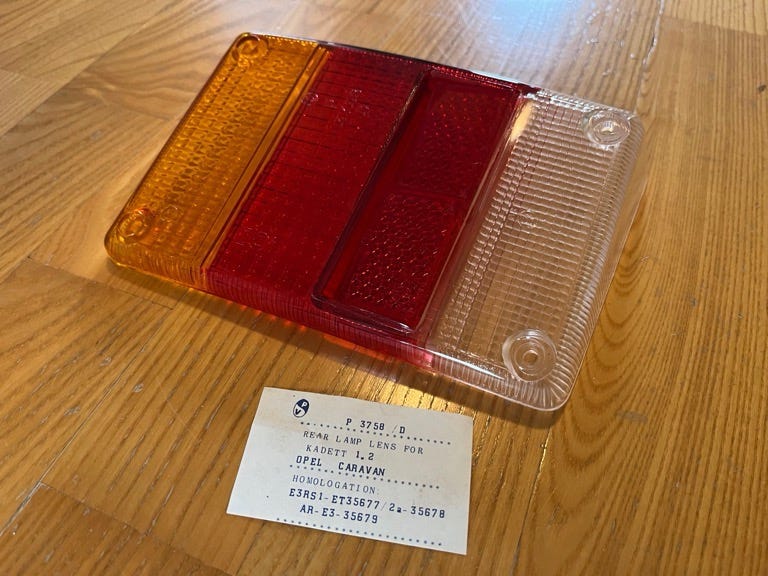 P V
P 3758 /D
REAR LAMP LENS FOR
KADETT 1.2
OPEL CARAVAN
HOMOLOGATION
E3RS1-ET35677/2a-35678
AR-E3-35679